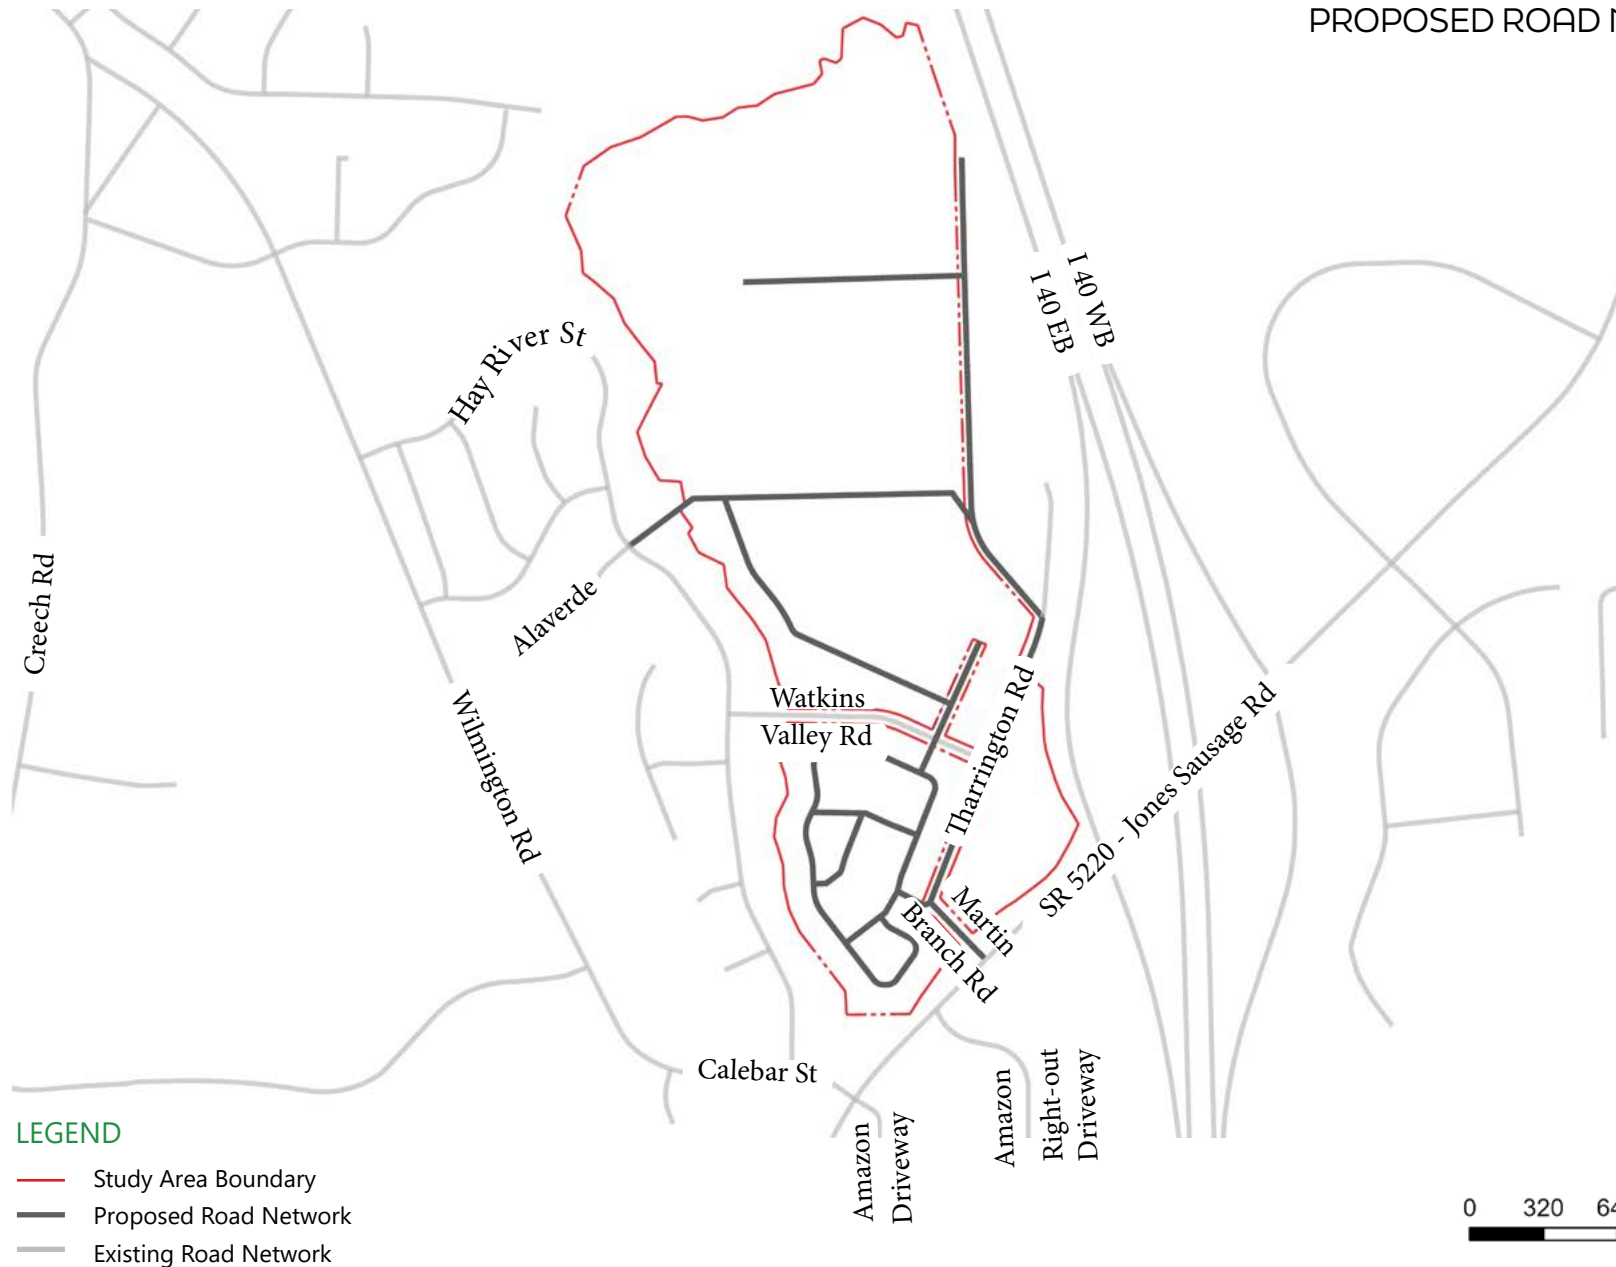 PROPOSED ROAD N
I 40 WB
I 40 EB
Hay River St
Creech Rd
Alaverde
Wilmington Rd
Watkins
Valley Rd
Tharrington Rd
SR 5220 - Jones Sausage Rd
Martin
Branch Rd
Calebar St
Amazon
Driveway
Amazon
Right-out
Driveway
LEGEND
Study Area Boundary
Proposed Road Network
Existing Road Network
0 320 64